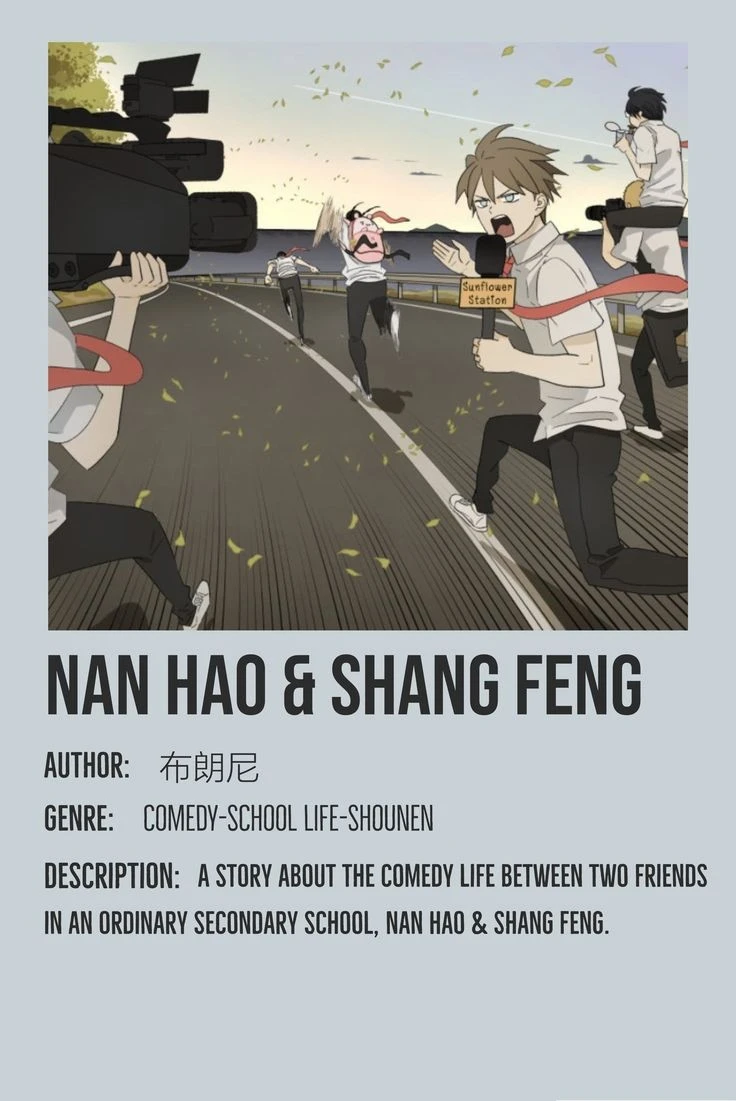 Sunflower
Station
NAN HAO & SHANG FENG
AUTHOR: 布朗尼
GENRE: COMEDY-SCHOOL LIFE-SHOUNEN
DESCRIPTION: A STORY ABOUT THE COMEDY LIFE BETWEEN TWO FRIENDS
IN AN ORDINARY SECONDARY SCHOOL, NAN HAO & SHANG FENG.